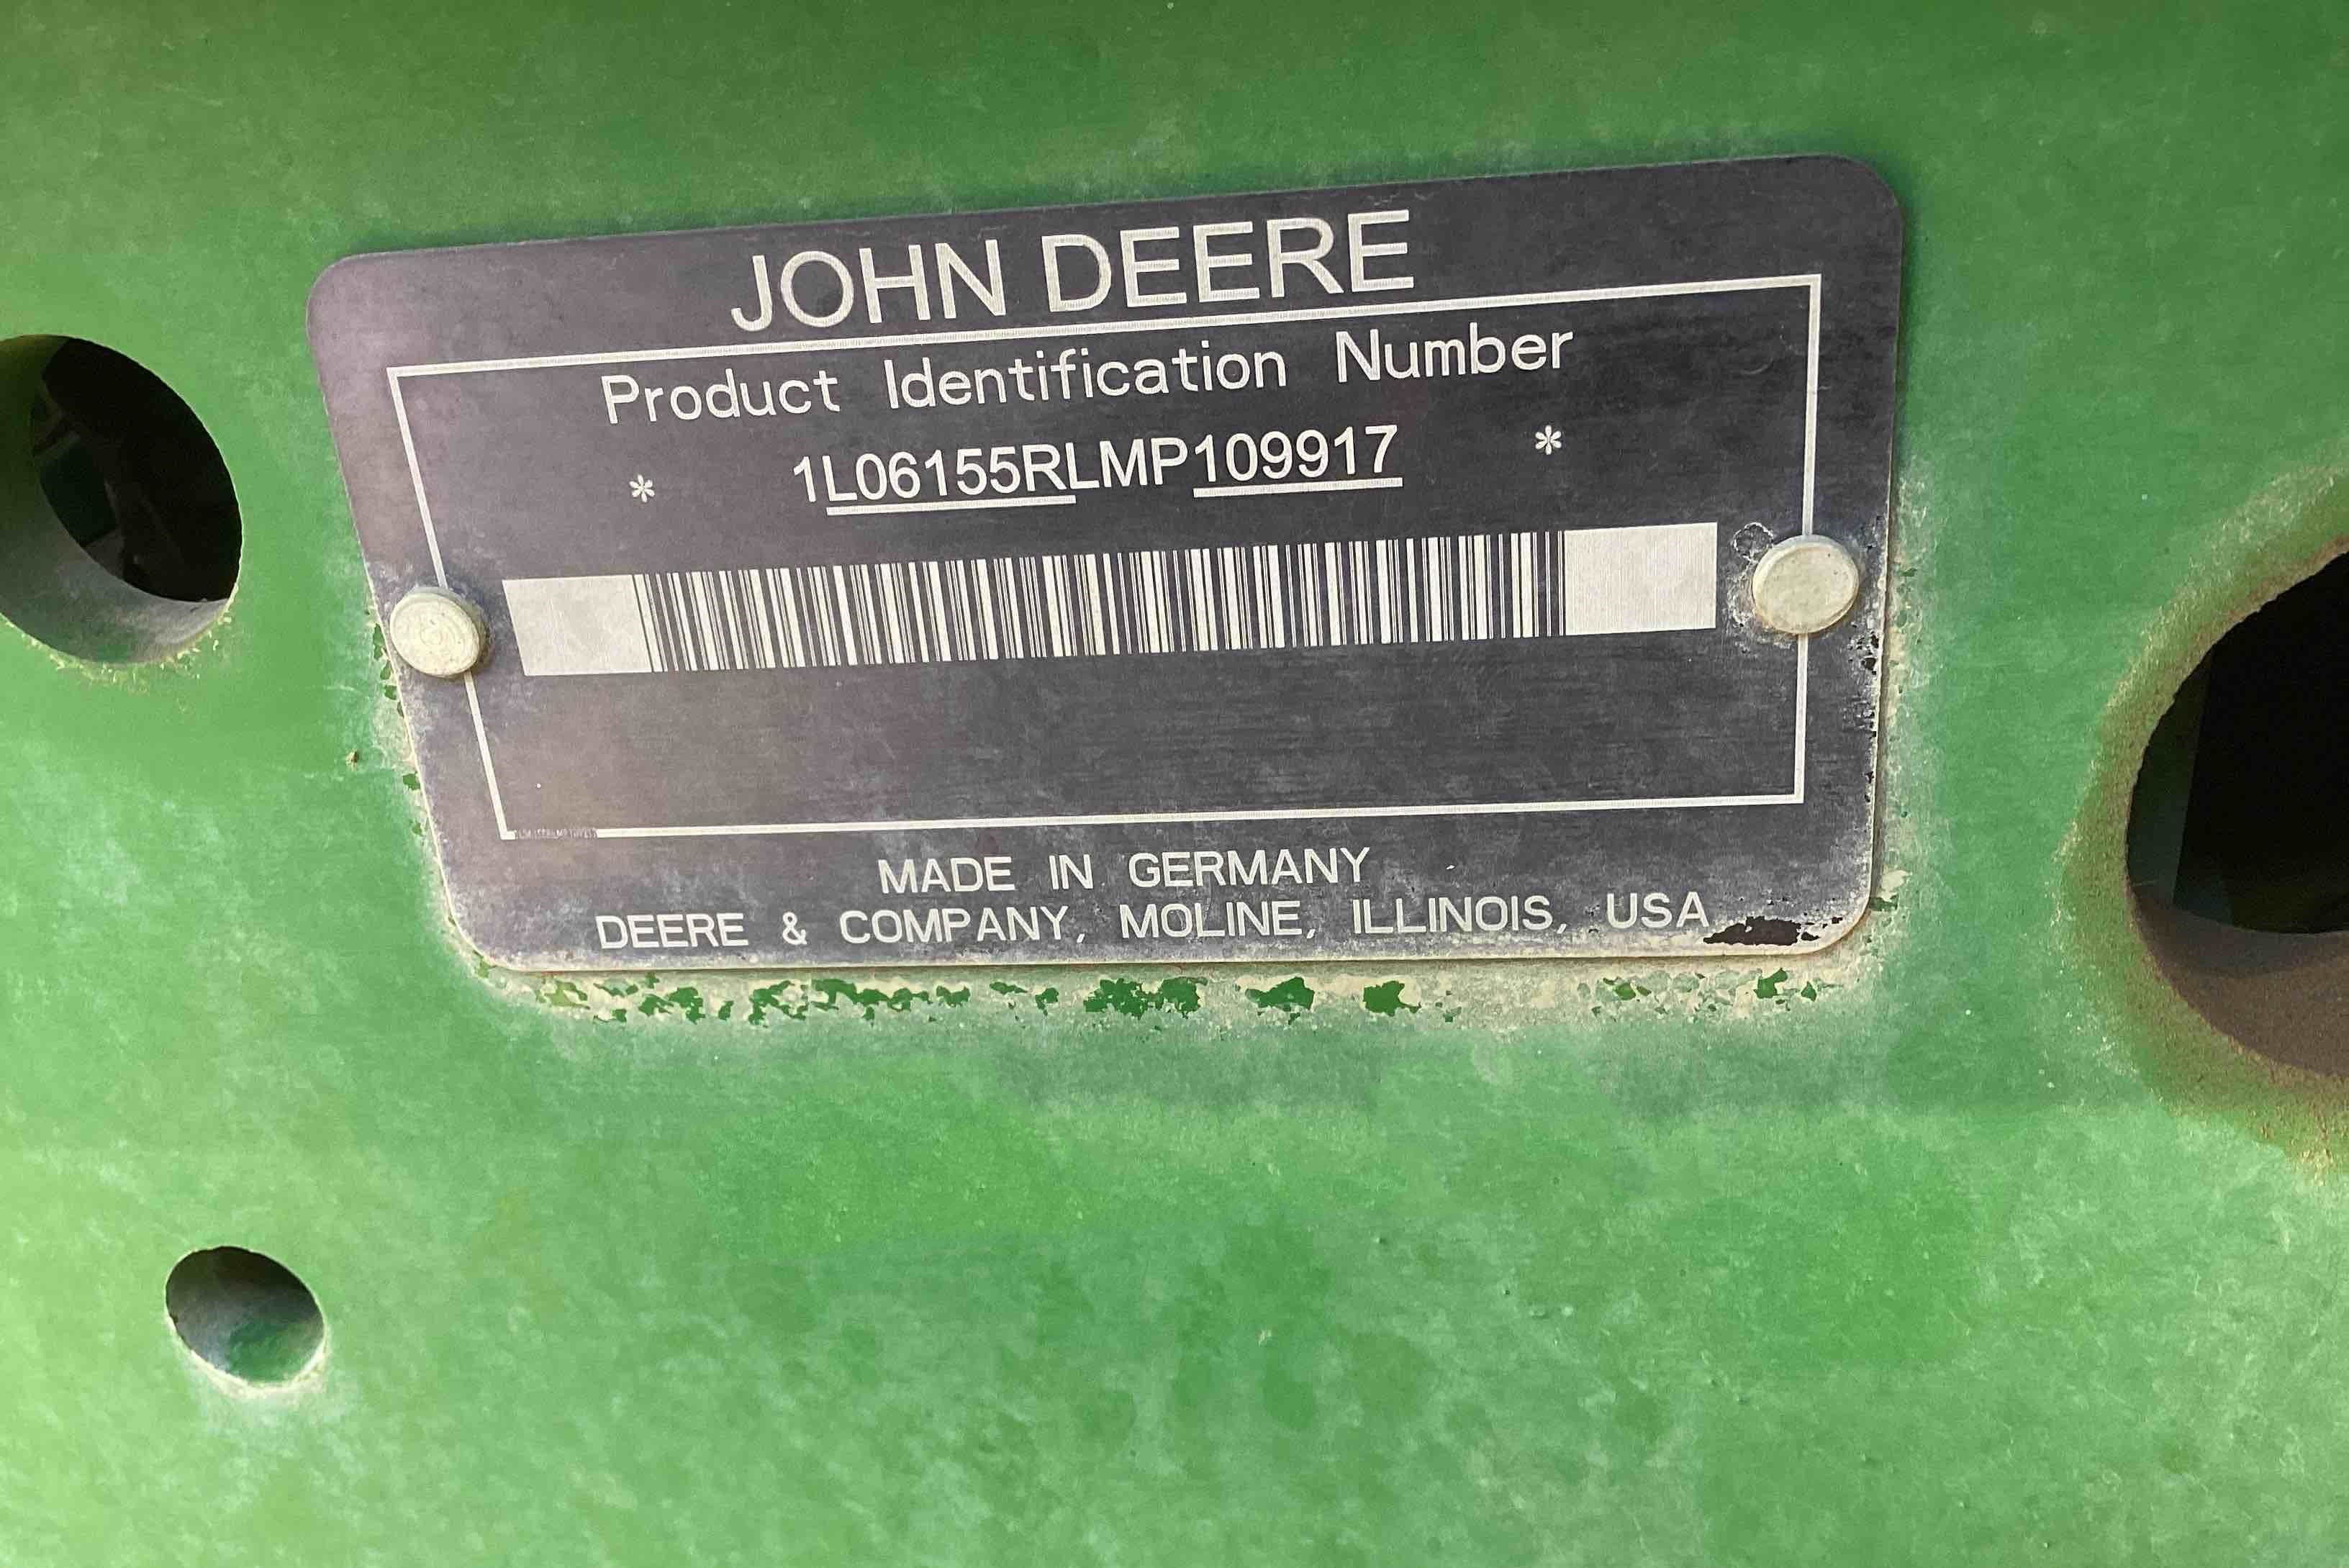 JOHN DEERE
Product Identification Number
* 1L06155RLMP109917 *
MADE IN GERMANY
DEERE & COMPANY, MOLINE, ILLINOIS, USA